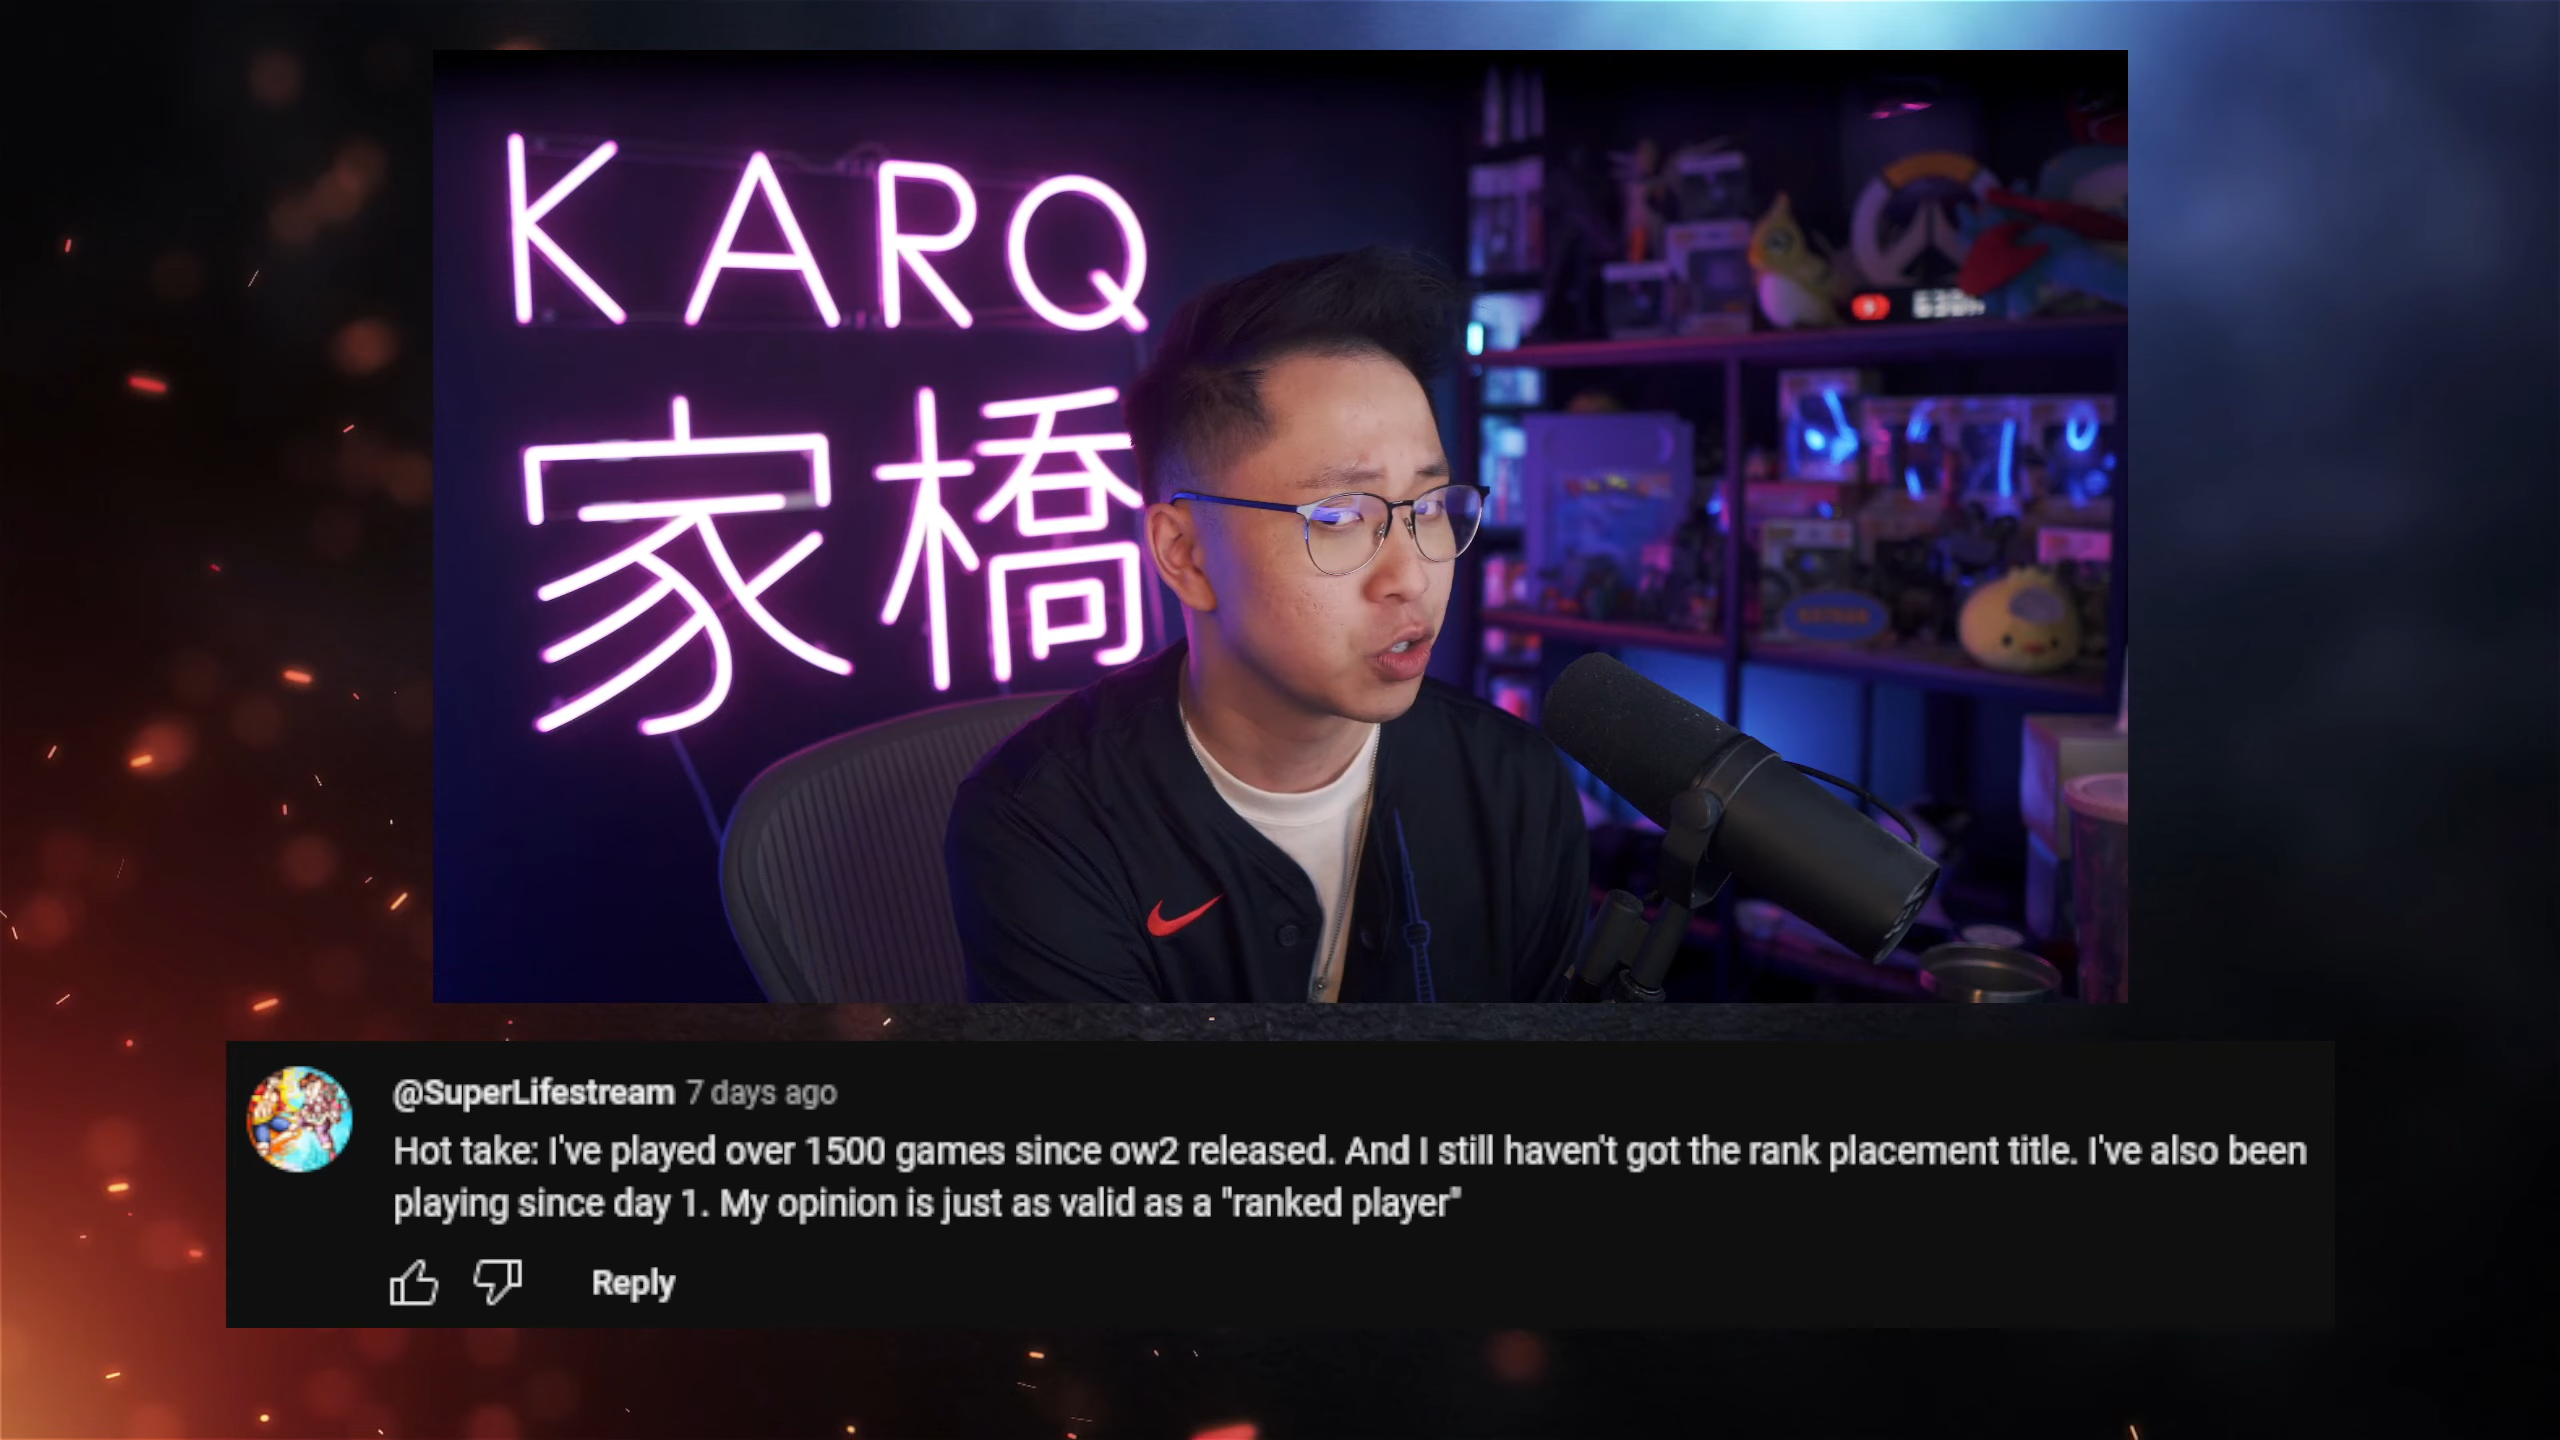 KARQ
家橋
@SuperLifestream 7 days ago
Hot take: I've played over 1500 games since ow2 released. And I still haven't got the rank placement title. I've also been
playing since day 1. My opinion is just as valid as a "ranked player"
Reply